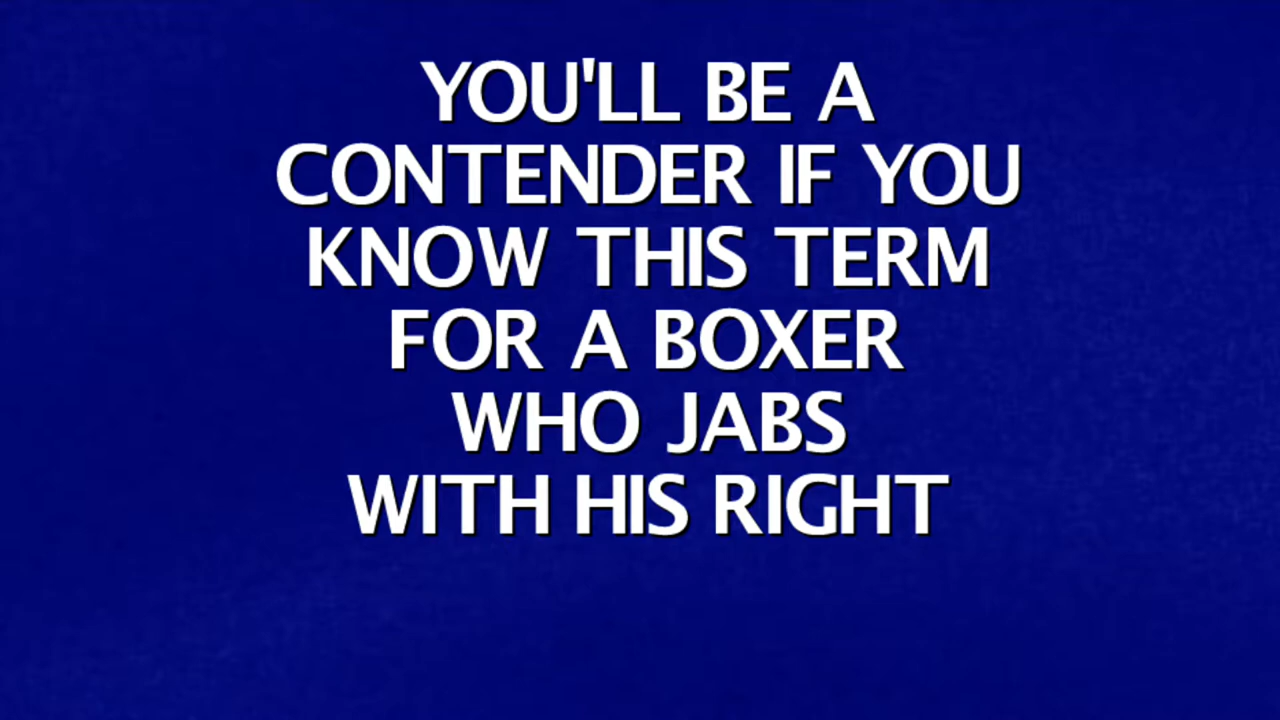 YOU'LL BE A
CONTENDER IF YOU
KNOW THIS TERM
FOR A BOXER
WHO JABS
WITH HIS RIGHT